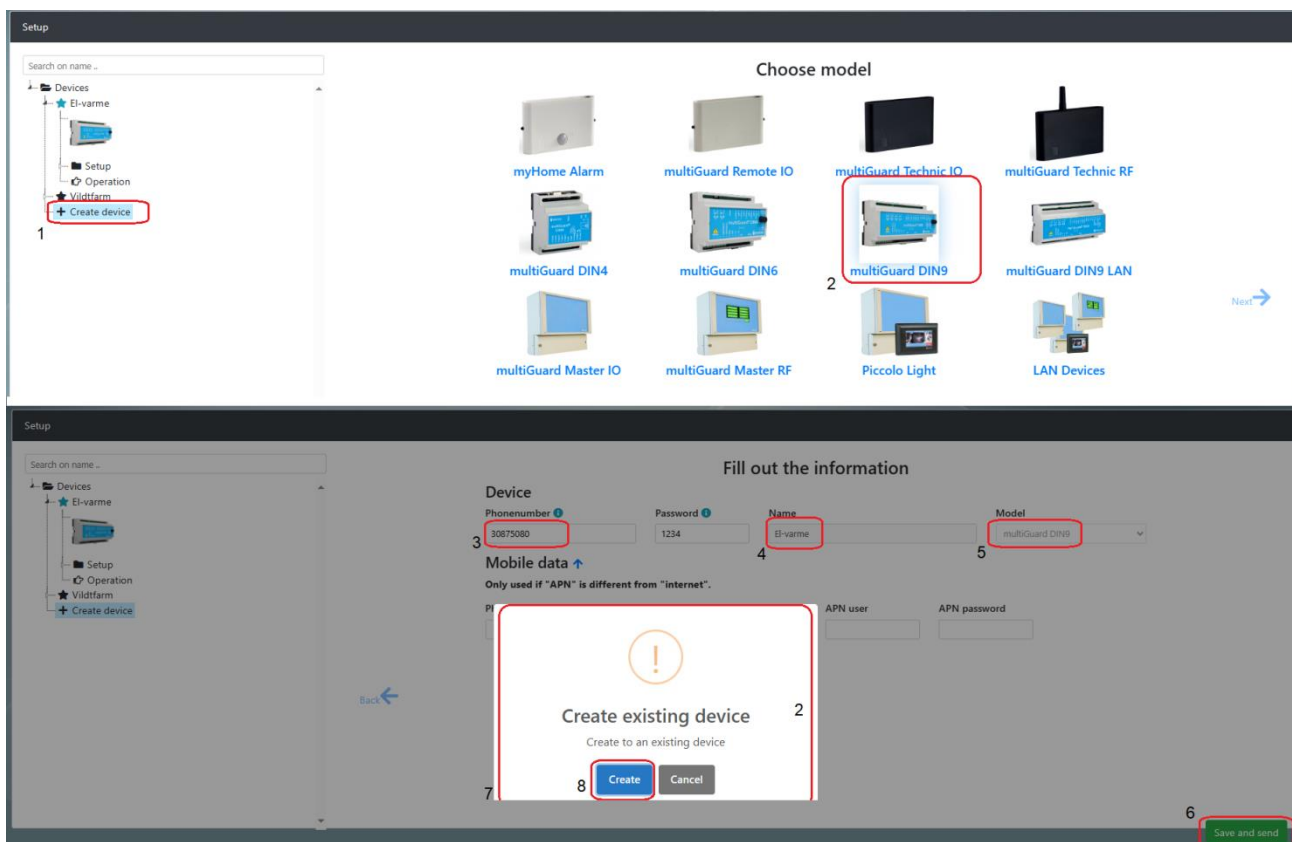 Setup
Search on name ..
Devices
El-varme
Setup
Operation
Vildtfarm
+ Create device
1
Choose model
myHome Alarm multiGuard Remote IO multiGuard Technic IO multiGuard Technic RF
multiGuard DIN4 multiGuard DIN6 multiGuard DIN9 multiGuard DIN9 LAN
2
Next
multiGuard Master IO multiGuard Master RF Piccolo Light LAN Devices
Setup
Search on name ..
Devices
El-varme
Setup
Operation
Vildtfarm
+ Create device
Back
Fill out the information
Device
Phonenumber Password Name Model
30875080 1234 El-varme multiGuard DIN9
3 4 5
Mobile data
Only used if "APN" is different from "internet".
APN user APN password
!
Create existing device
2
Create to an existing device
Create Cancel
7 8
6
Save and send